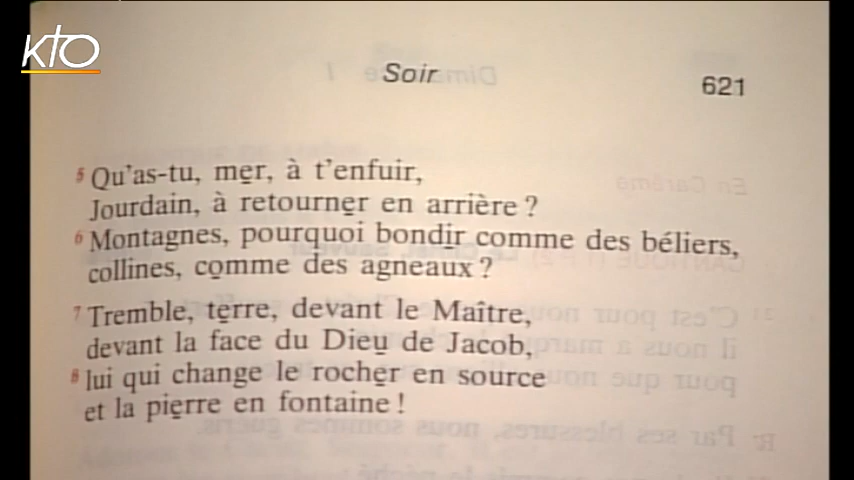 KTO
Soir
621
5 Qu'as-tu, mer, à t'enfuir,
Jourdain, à retourner en arrière ?
6 Montagnes, pourquoi bondir comme des béliers,
collines, comme des agneaux ?
7 Tremble, terre, devant le Maître,
devant la face du Dieu de Jacob,
8 lui qui change le rocher en source
et la pierre en fontaine !